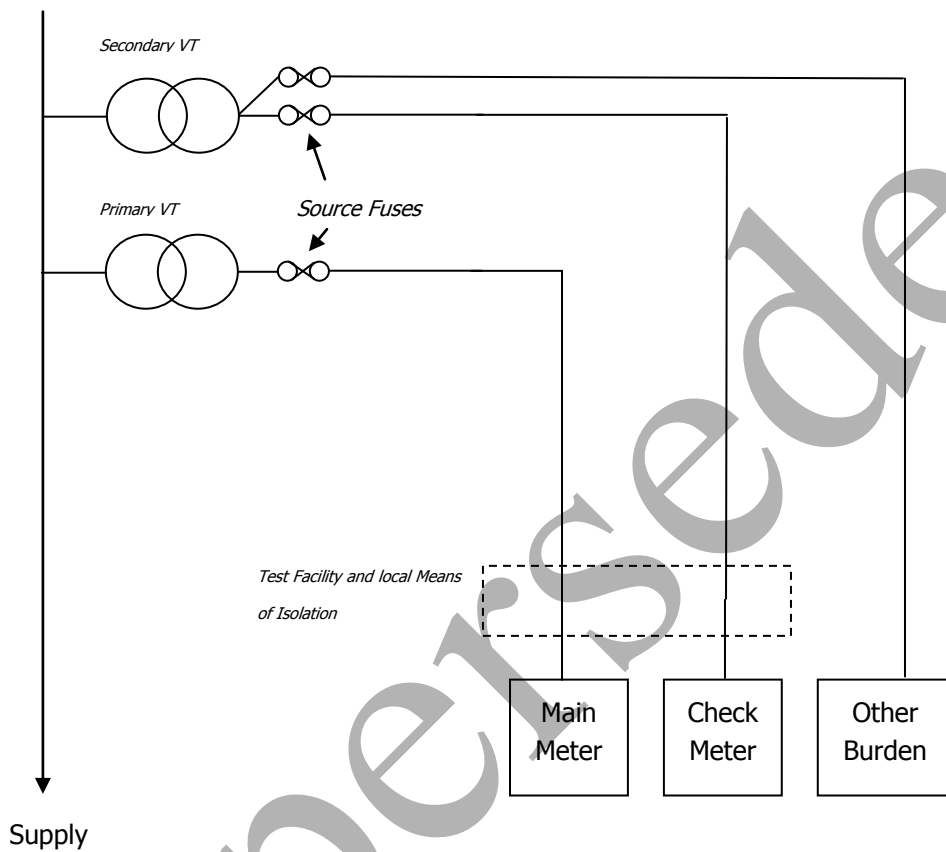 Secondary VT
Primary VT
Source Fuses
Test Facility and local Means
of Isolation
Main
Meter
Check
Meter
Other
Burden
Supply